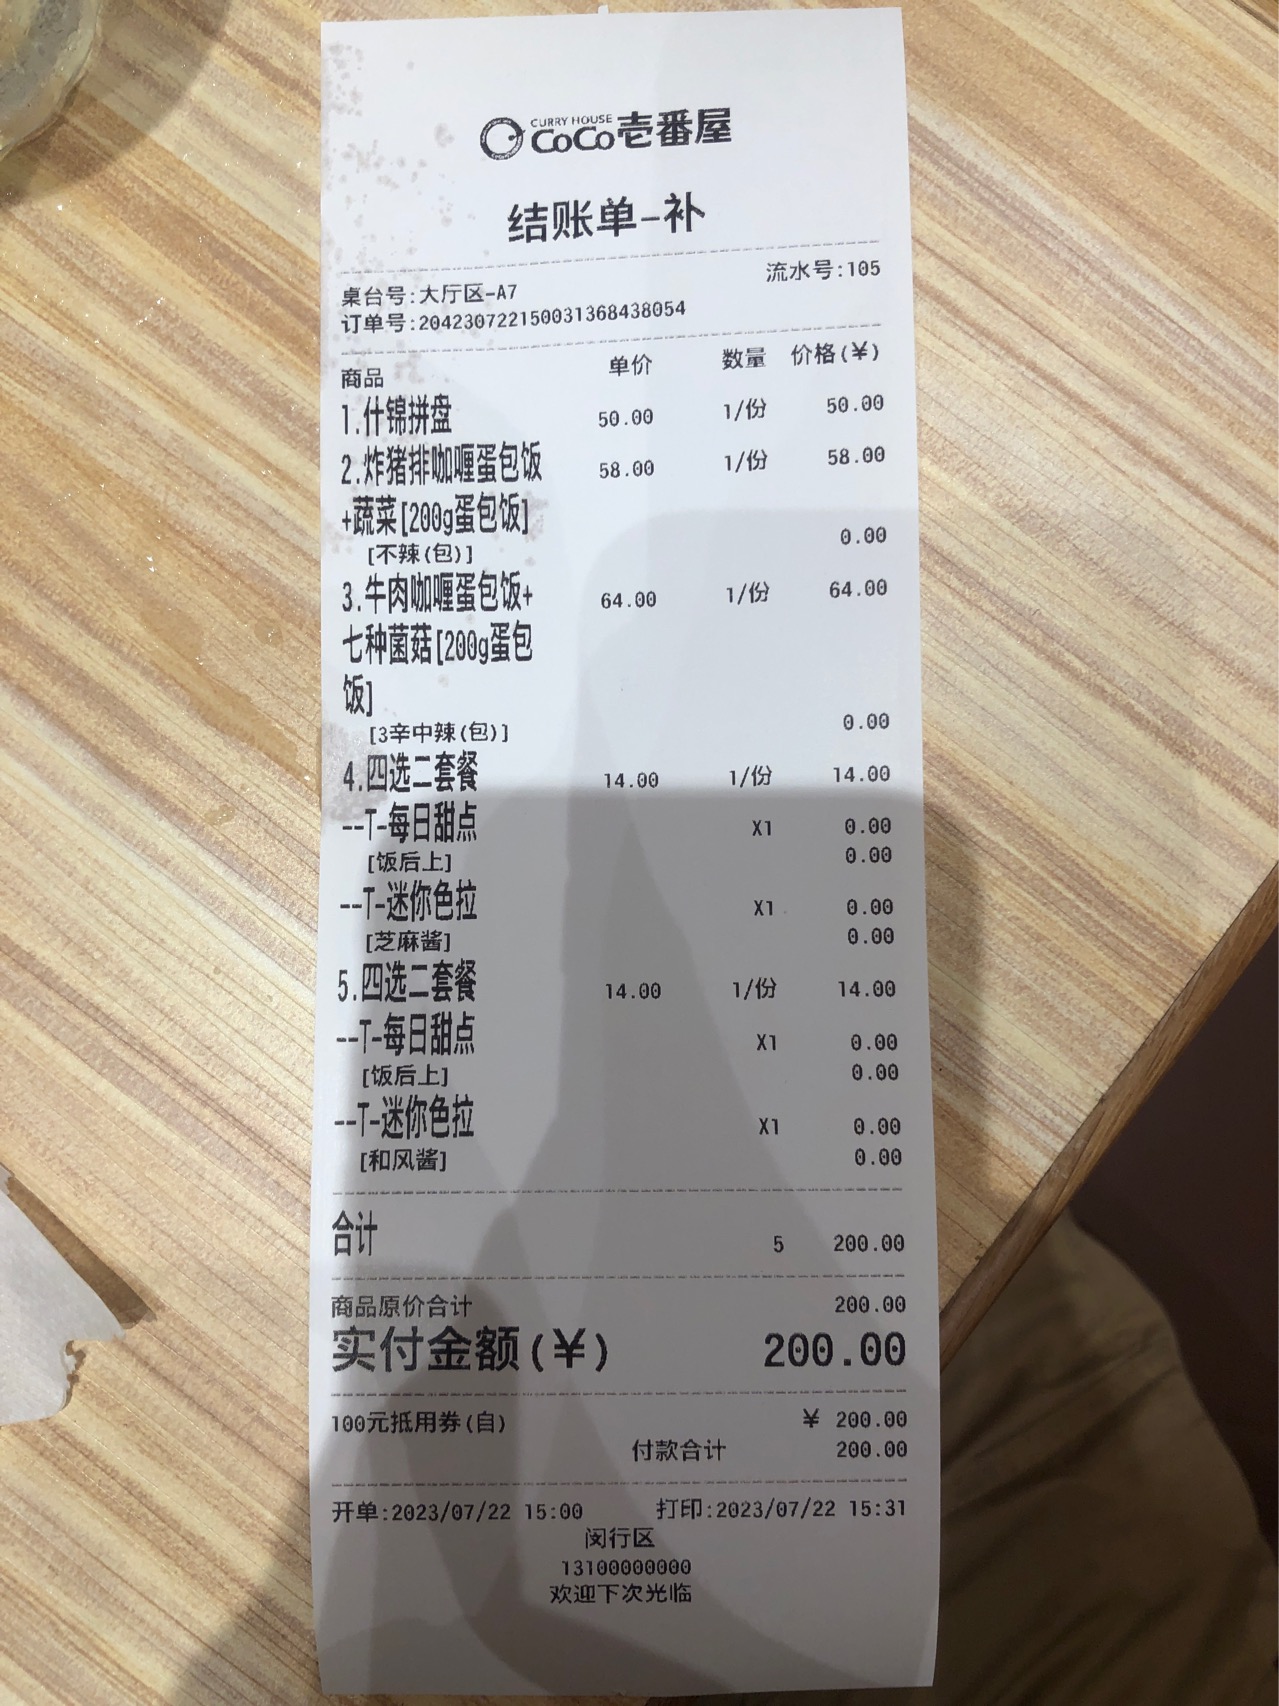 CURRY HOUSE
CoCo壱番屋
结账单-补
流水号:105
桌台号:大厅区-A7
订单号:20423072215003136843​8054
商品 单价 数量 价格(¥)
1.什锦拼盘 50.00 1/份 50.00
2.炸猪排咖喱蛋包饭 58.00 1/份 58.00
+蔬菜[200g蛋包饭]
[不辣(包)] 0.00
3.牛肉咖喱蛋包饭+ 64.00 1/份 64.00
七种菌菇[200g蛋包
饭]
[3辛中辣(包)] 0.00
4.四选二套餐 14.00 1/份 14.00
--T-每日甜点 X1 0.00
[饭后上] 0.00
--T-迷你色拉 X1 0.00
[芝麻酱] 0.00
5.四选二套餐 14.00 1/份 14.00
--T-每日甜点 X1 0.00
[饭后上] 0.00
--T-迷你色拉 X1 0.00
[和风酱] 0.00
合计 5 200.00
商品原价合计 200.00
实付金额(¥) 200.00
100元抵用券(自) ¥ 200.00
付款合计 200.00
开单:2023/07/22 15:00 打印:2023/07/22 15:31
闵行区
13100000000
欢迎下次光临